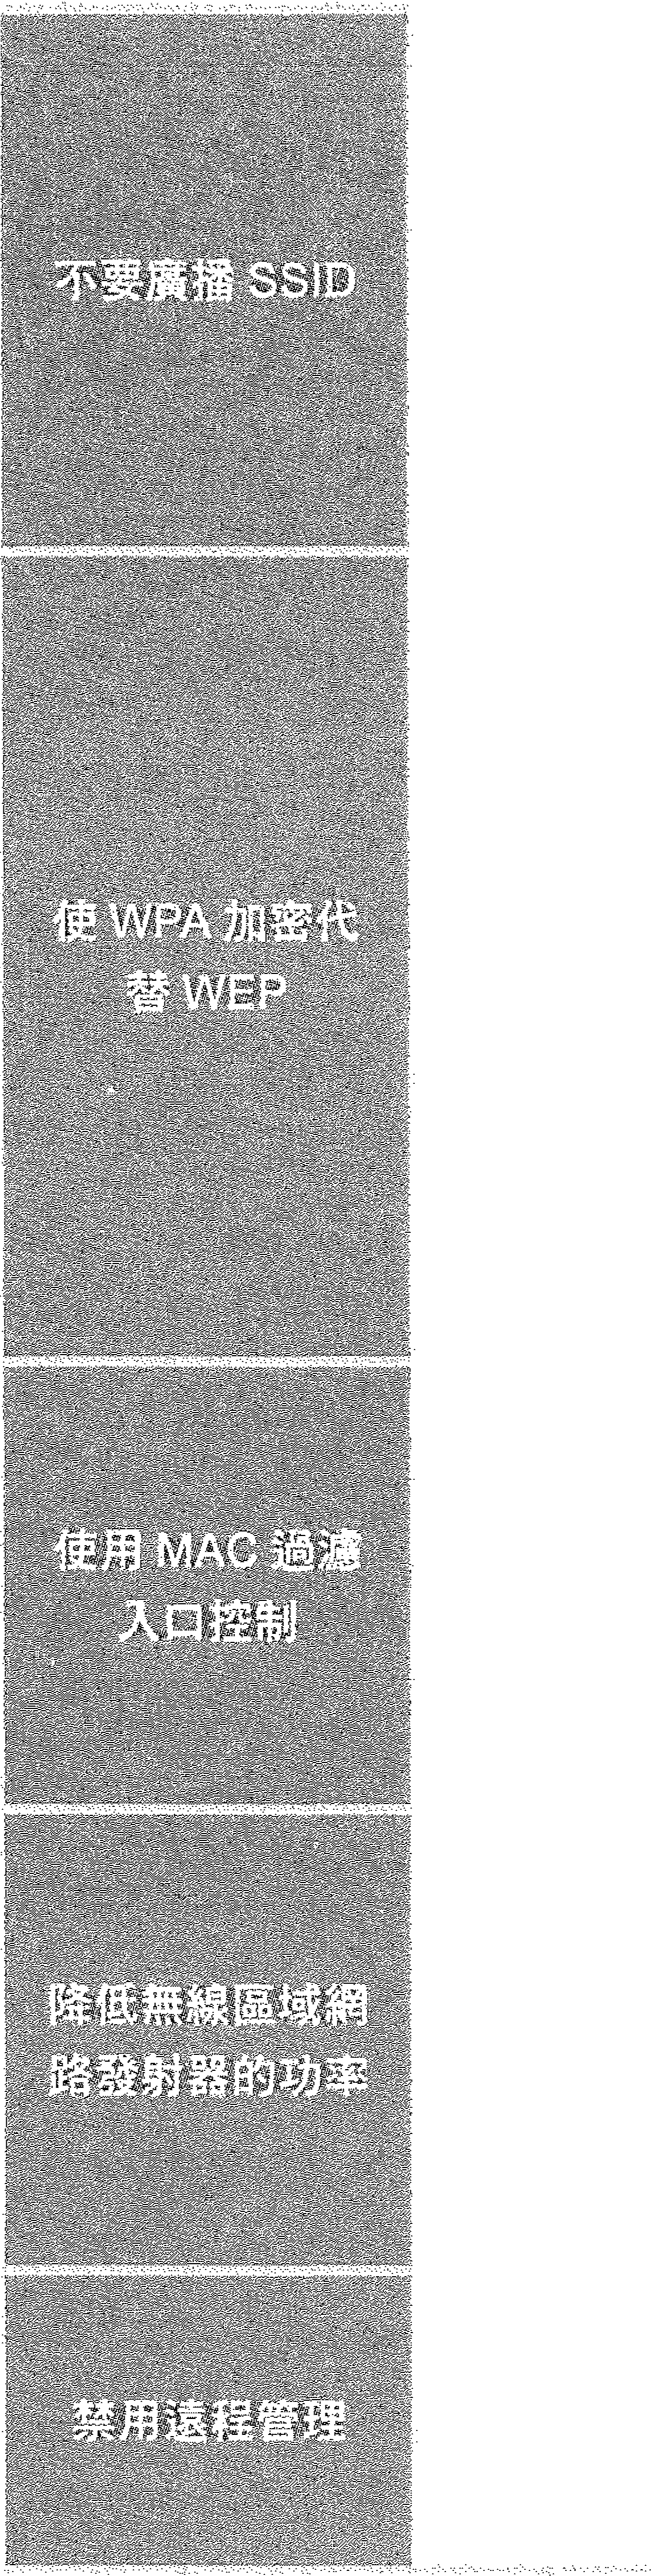 不要廣播 SSID
使 WPA 加密代
替 WEP
使用 MAC 過濾
入口控制
降低無線區域網
路發射器的功率
禁用遠程管理